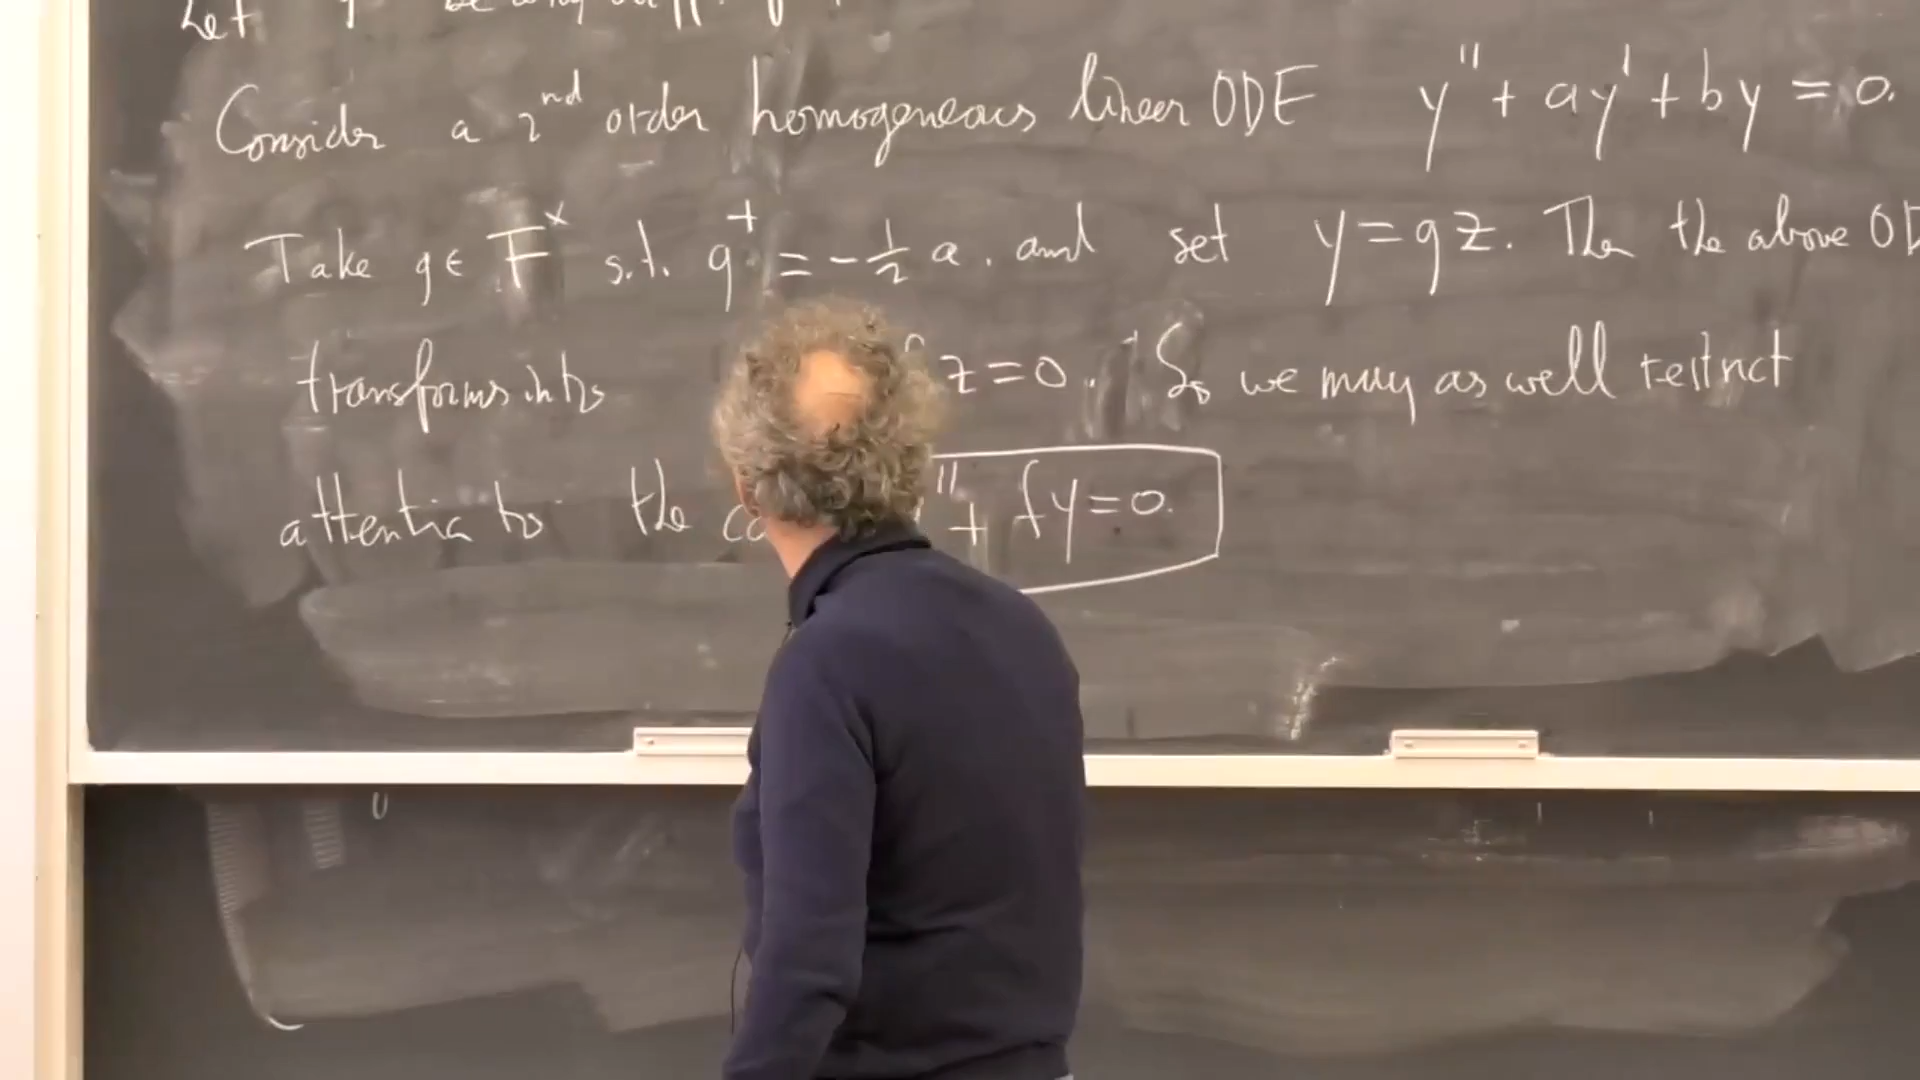 Let
Consider a 2nd order homogeneous linear ODE y'' + ay' + by = 0.
Take g ∈ F^× s.t. g^† = -1/2 a, and set y = gz. Then the above OD
transforms into z = 0. So we may as well restrict
attention to the '' + fy = 0.